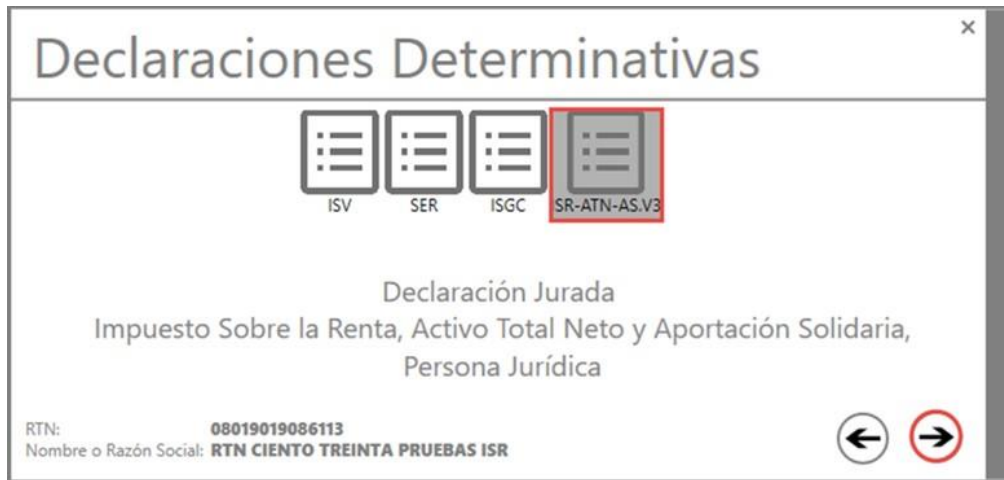 Declaraciones Determinativas
×
ISV SER ISGC SR-ATN-AS.V3
Declaración Jurada
Impuesto Sobre la Renta, Activo Total Neto y Aportación Solidaria,
Persona Jurídica
RTN: 08019019086113
Nombre o Razón Social: RTN CIENTO TREINTA PRUEBAS ISR